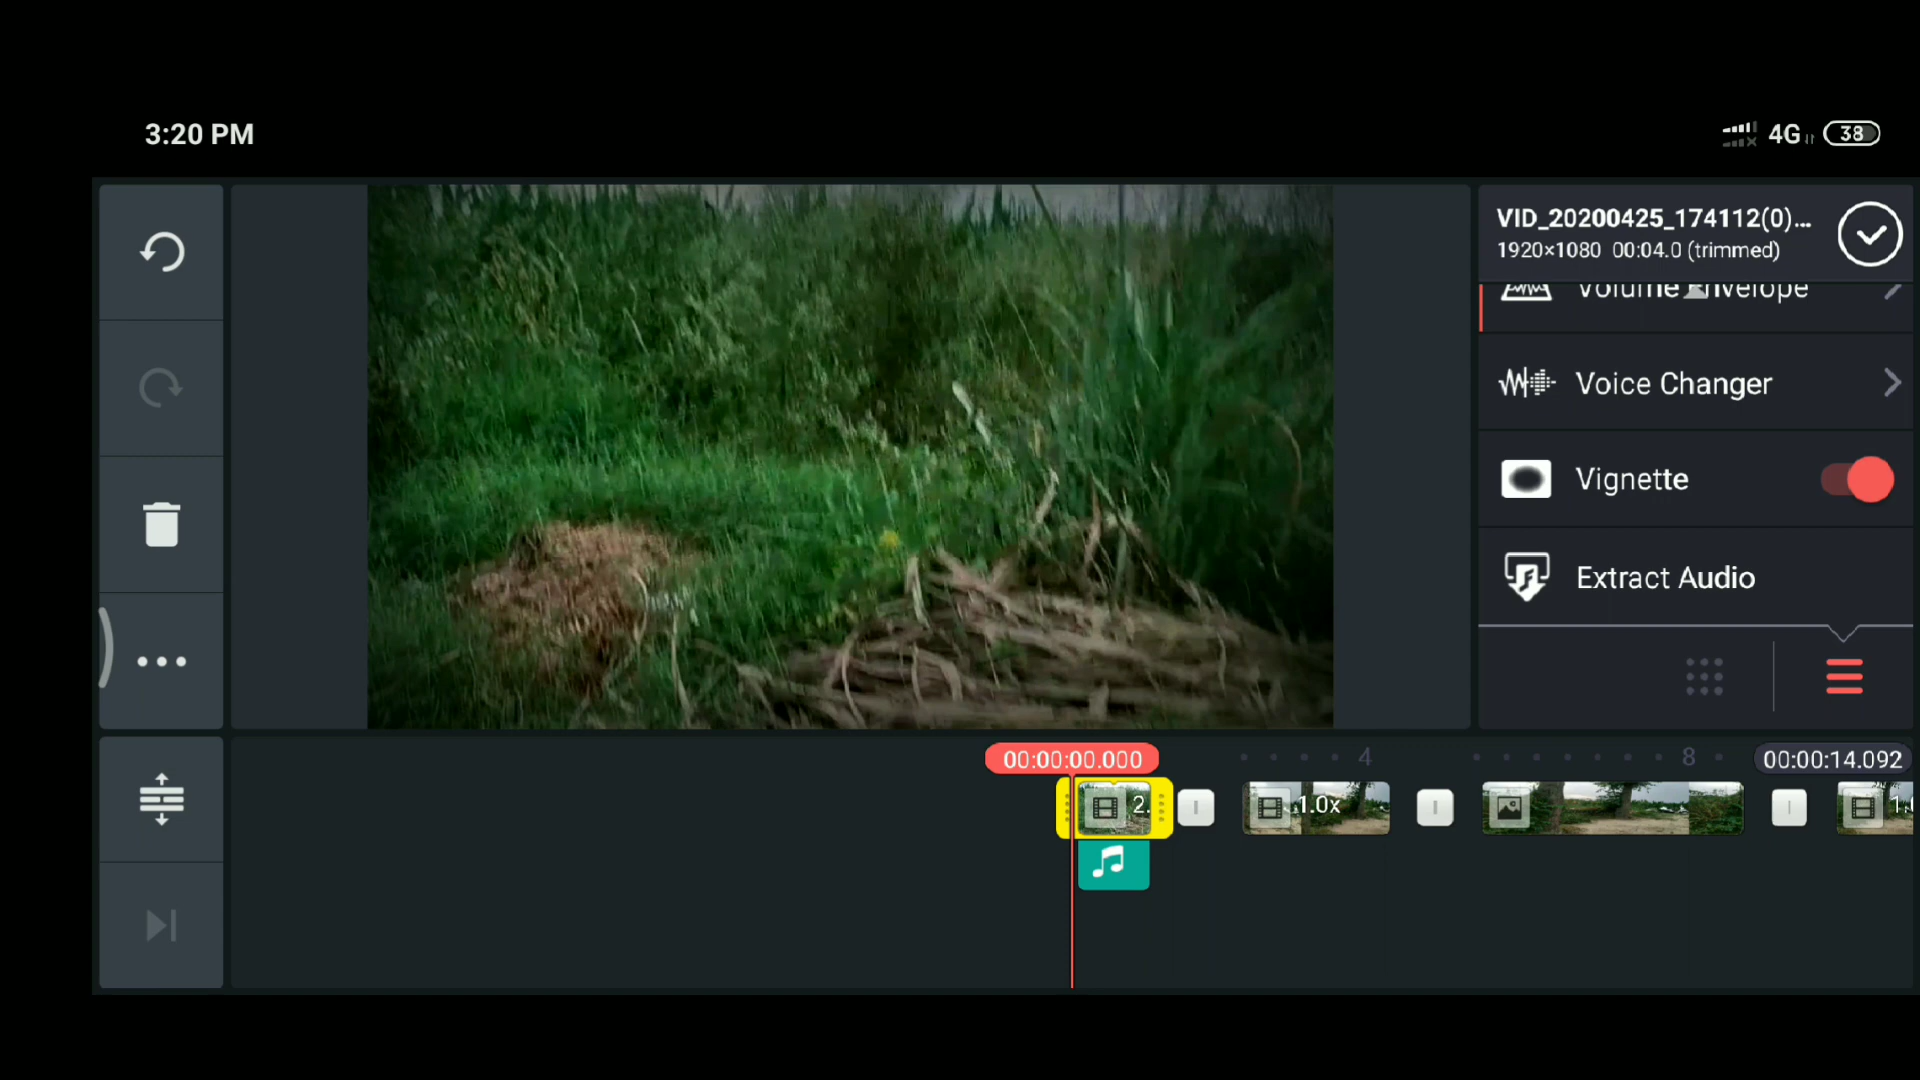 3:20 PM
4G
38
VID_20200425_174112(0)...
1920×1080 00:04.0 (trimmed)
Volume Envelope
Voice Changer
Vignette
Extract Audio
00:00:00.000
4
8
00:00:14.092
2.
1.0x